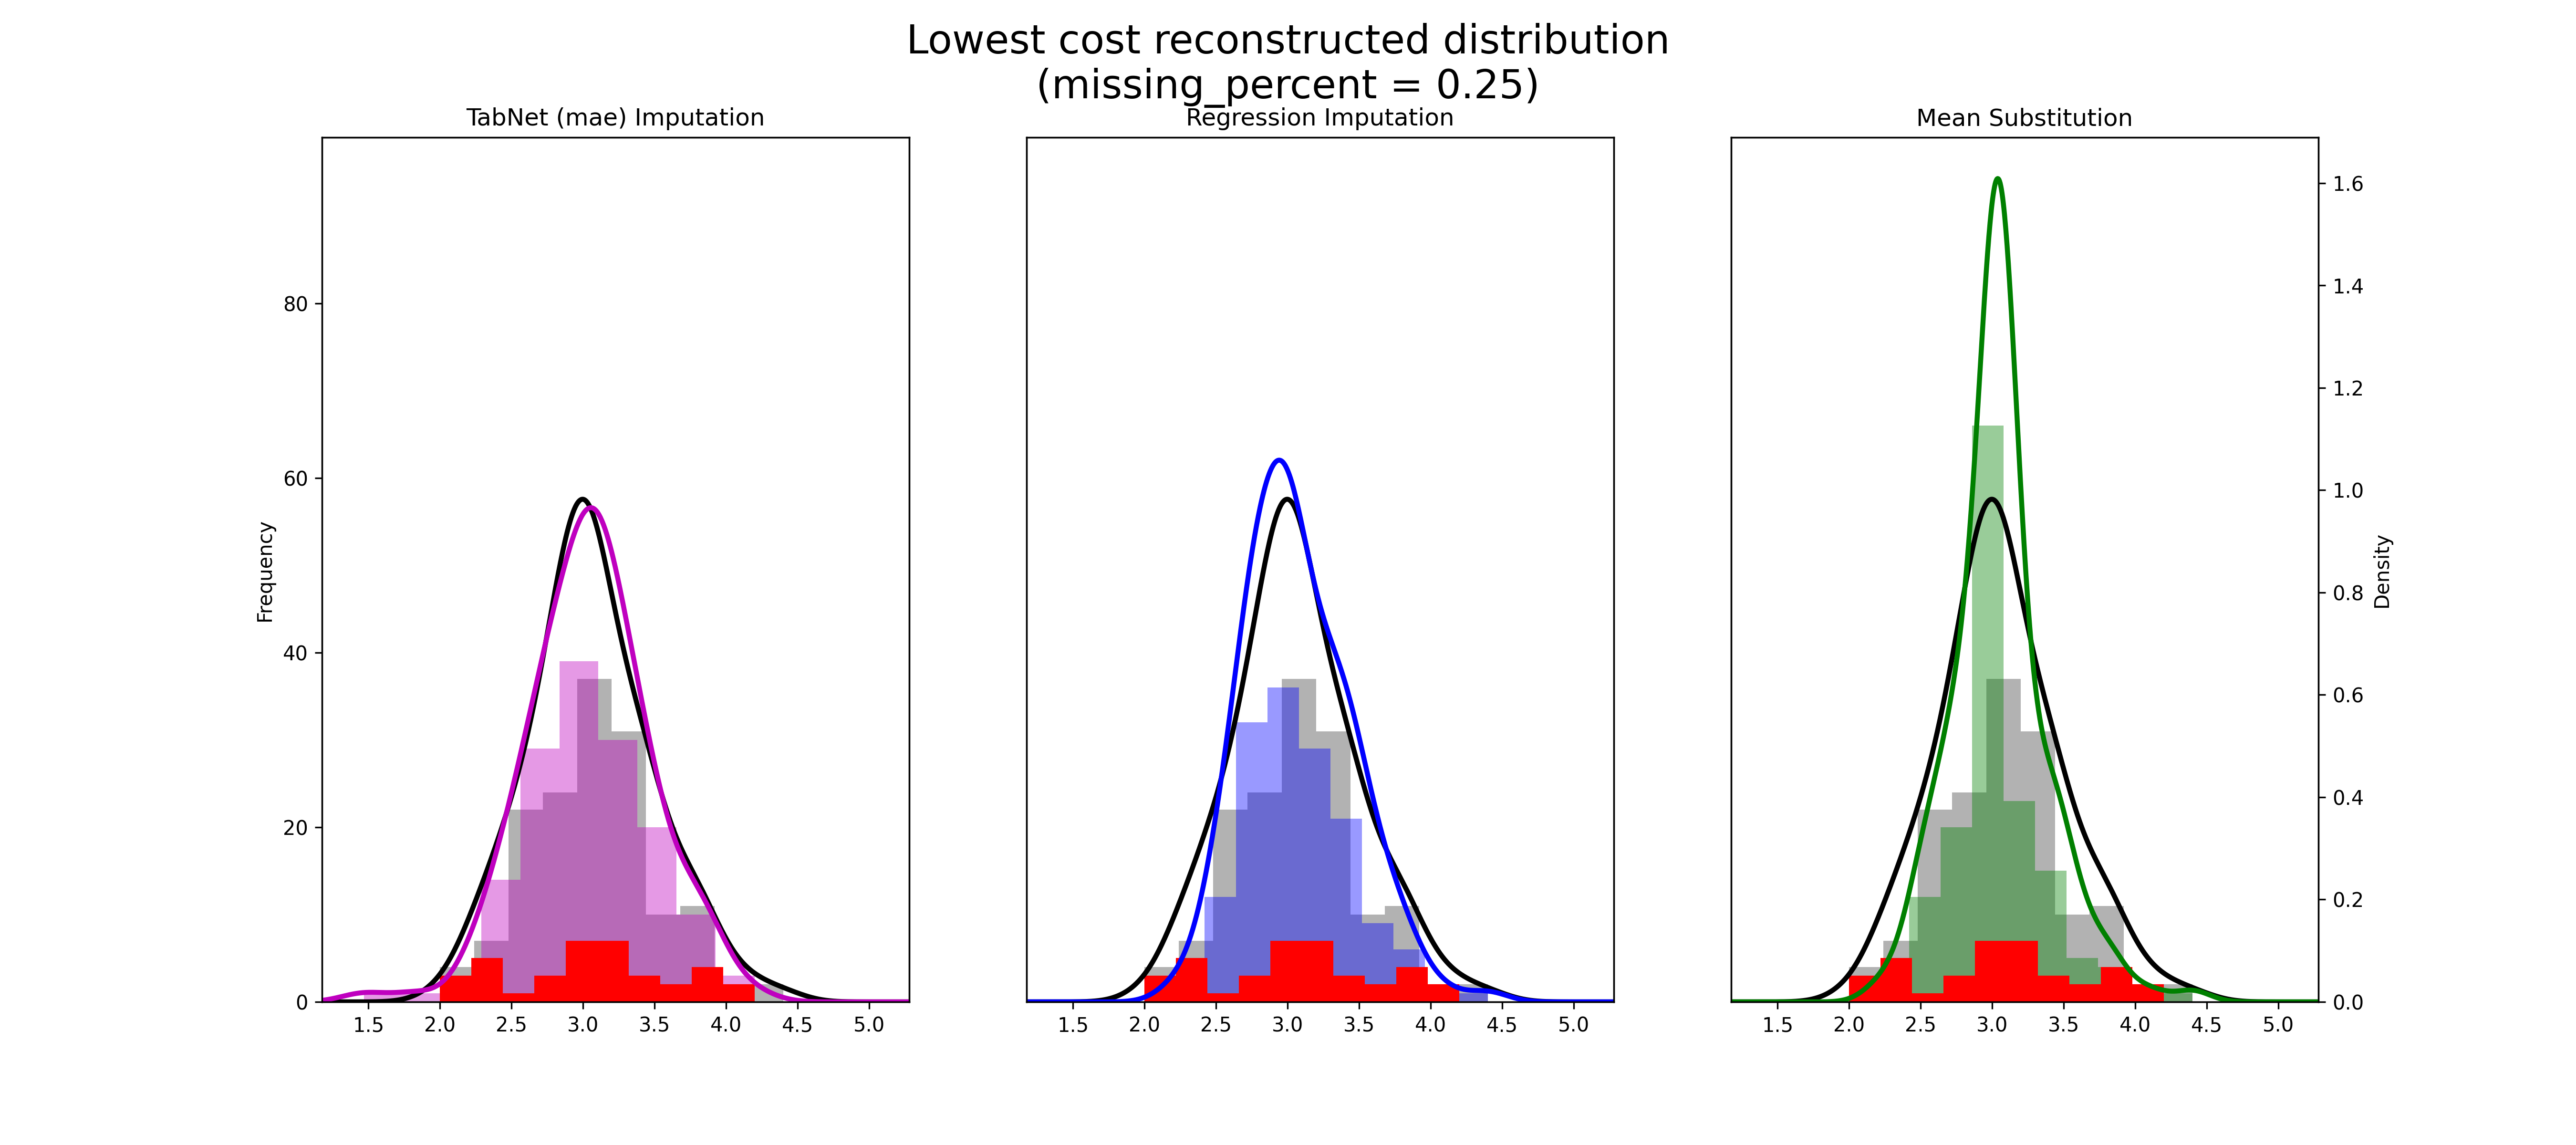 Lowest cost reconstructed distribution
(missing_percent = 0.25)
TabNet (mae) Imputation
Regression Imputation
Mean Substitution
Frequency
80
60
40
20
0
1.5 2.0 2.5 3.0 3.5 4.0 4.5 5.0
1.5 2.0 2.5 3.0 3.5 4.0 4.5 5.0
1.5 2.0 2.5 3.0 3.5 4.0 4.5 5.0
1.6
1.4
1.2
1.0
0.8
0.6
0.4
0.2
0.0
Density